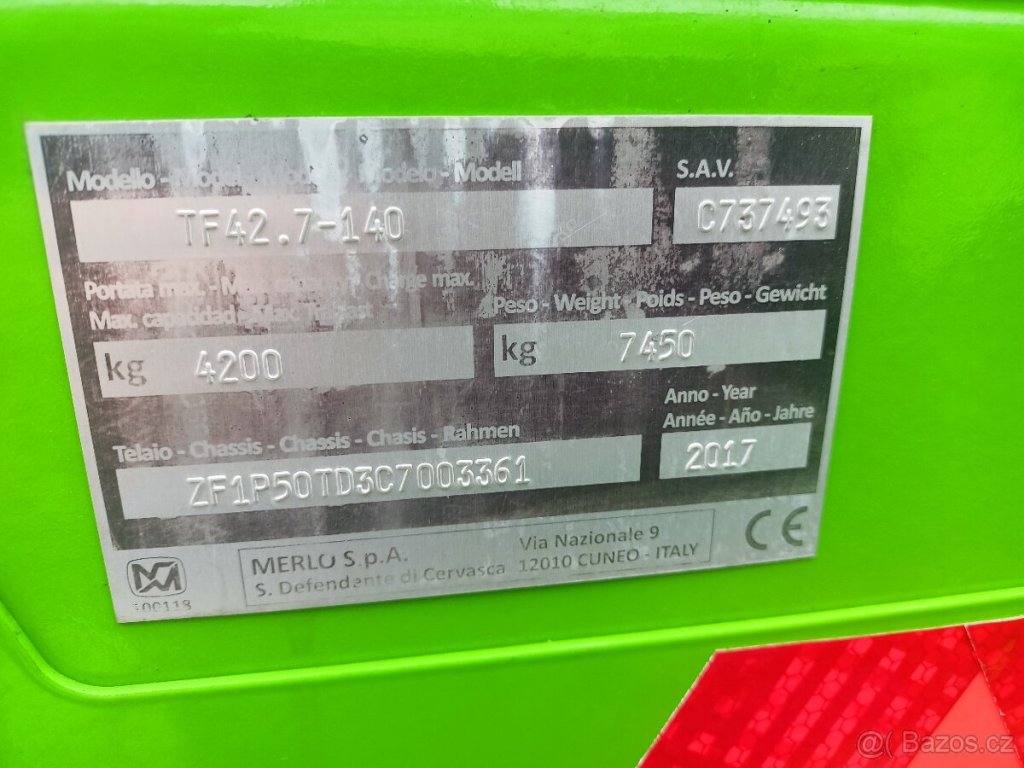 Modello - - Modell
S.A.V.
TF42.7-140
C737493
Portata max. - - Charge max.
Max. capacidad -
Peso - Weight - Poids - Peso - Gewicht
kg 4200
kg 7450
Anno - Year
Année - Año - Jahre
Telaio - Chassis - Chassis - Chasis - Rahmen
ZF1P50TD3C7003361
2017
MERLO S.p.A.
Via Nazionale 9
S. Defendante di Cervasca
12010 CUNEO - ITALY
CE
@( Bazos.cz